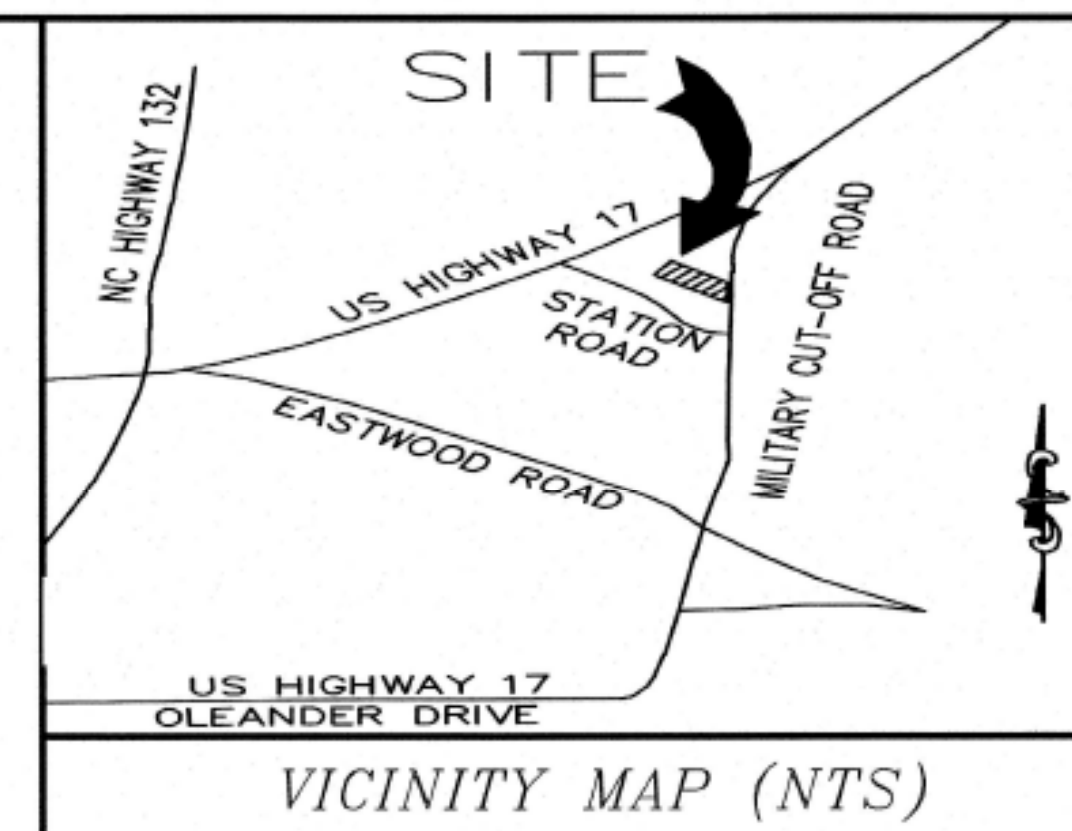 SITE
NC HIGHWAY 132
US HIGHWAY 17
STATION
ROAD
MILITARY CUT-OFF ROAD
EASTWOOD ROAD
US HIGHWAY 17
OLEANDER DRIVE
VICINITY MAP (NTS)